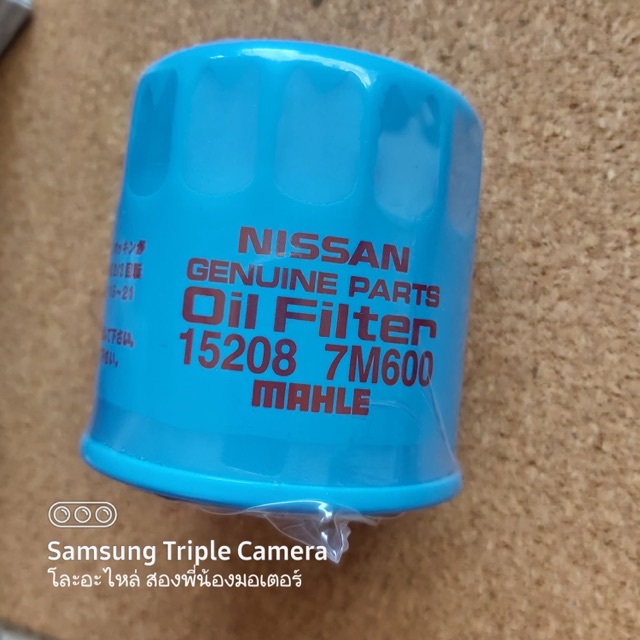 NISSAN
GENUINE PARTS
Oil Filter
15208 7M600
MAHLE
Samsung Triple Camera
โละอะไหล่ สองพี่น้องมอเตอร์